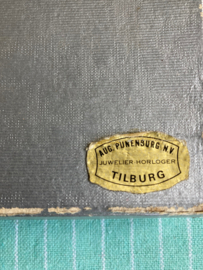 AUG. PIJNENBURG N.V.
JUWELIER-HORLOGER
TILBURG